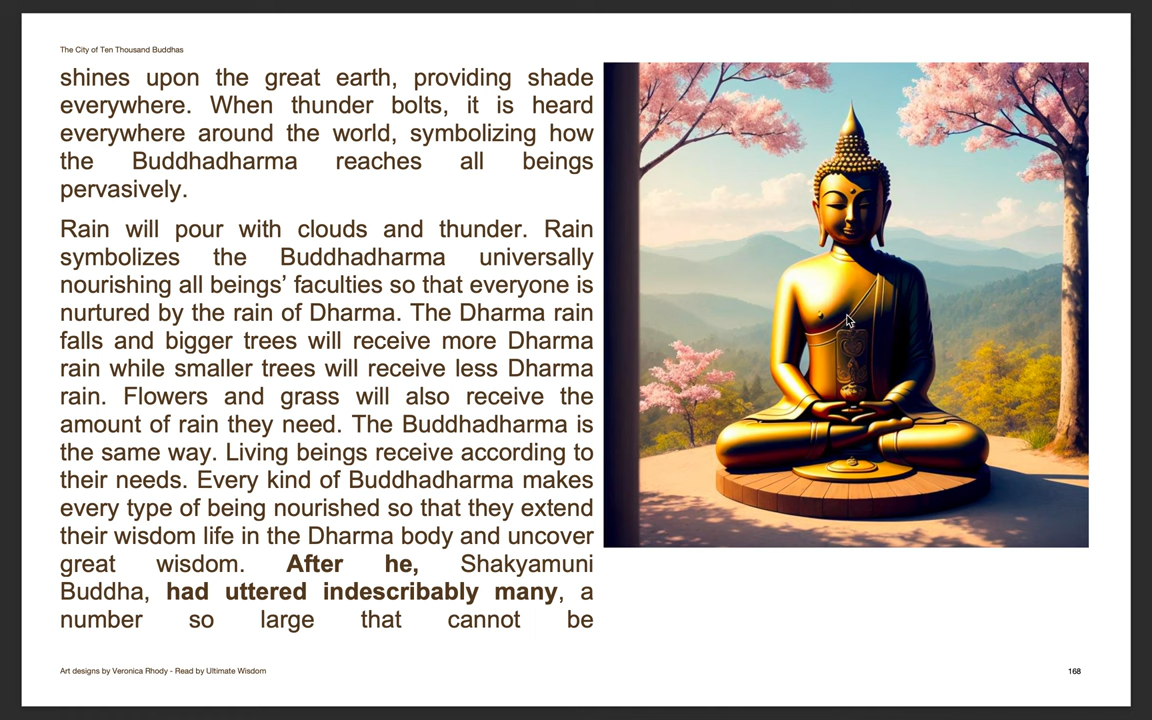 The City of Ten Thousand Buddhas
shines upon the great earth, providing shade
everywhere. When thunder bolts, it is heard
everywhere around the world, symbolizing how
the Buddhadharma reaches all beings
pervasively.
Rain will pour with clouds and thunder. Rain
symbolizes the Buddhadharma universally
nourishing all beings’ faculties so that everyone is
nurtured by the rain of Dharma. The Dharma rain
falls and bigger trees will receive more Dharma
rain while smaller trees will receive less Dharma
rain. Flowers and grass will also receive the
amount of rain they need. The Buddhadharma is
the same way. Living beings receive according to
their needs. Every kind of Buddhadharma makes
every type of being nourished so that they extend
their wisdom life in the Dharma body and uncover
great wisdom. After he, Shakyamuni
Buddha, had uttered indescribably many, a
number so large that cannot be
Art designs by Veronica Rhody - Read by Ultimate Wisdom
168